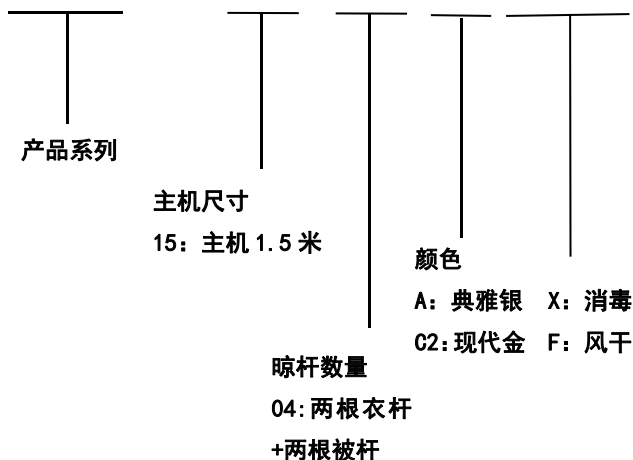 产品系列
主机尺寸
15: 主机 1.5 米
颜色
A: 典雅银 X: 消毒
C2:现代金 F: 风干
晾杆数量
04:两根衣杆
+两根被杆